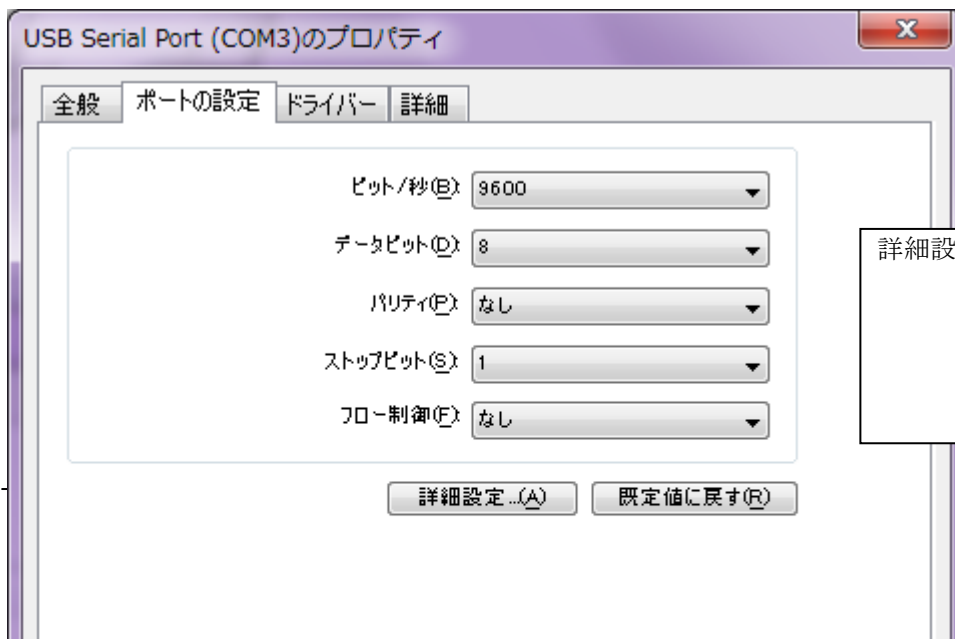 USB Serial Port (COM3)のプロパティ
全般 ポートの設定 ドライバー 詳細
ビット/秒(B): 9600
データ ビット(D): 8
パリティ(P): なし
ストップ ビット(S): 1
フロー制御(F): なし
詳細設
詳細設定...(A) 既定値に戻す(R)